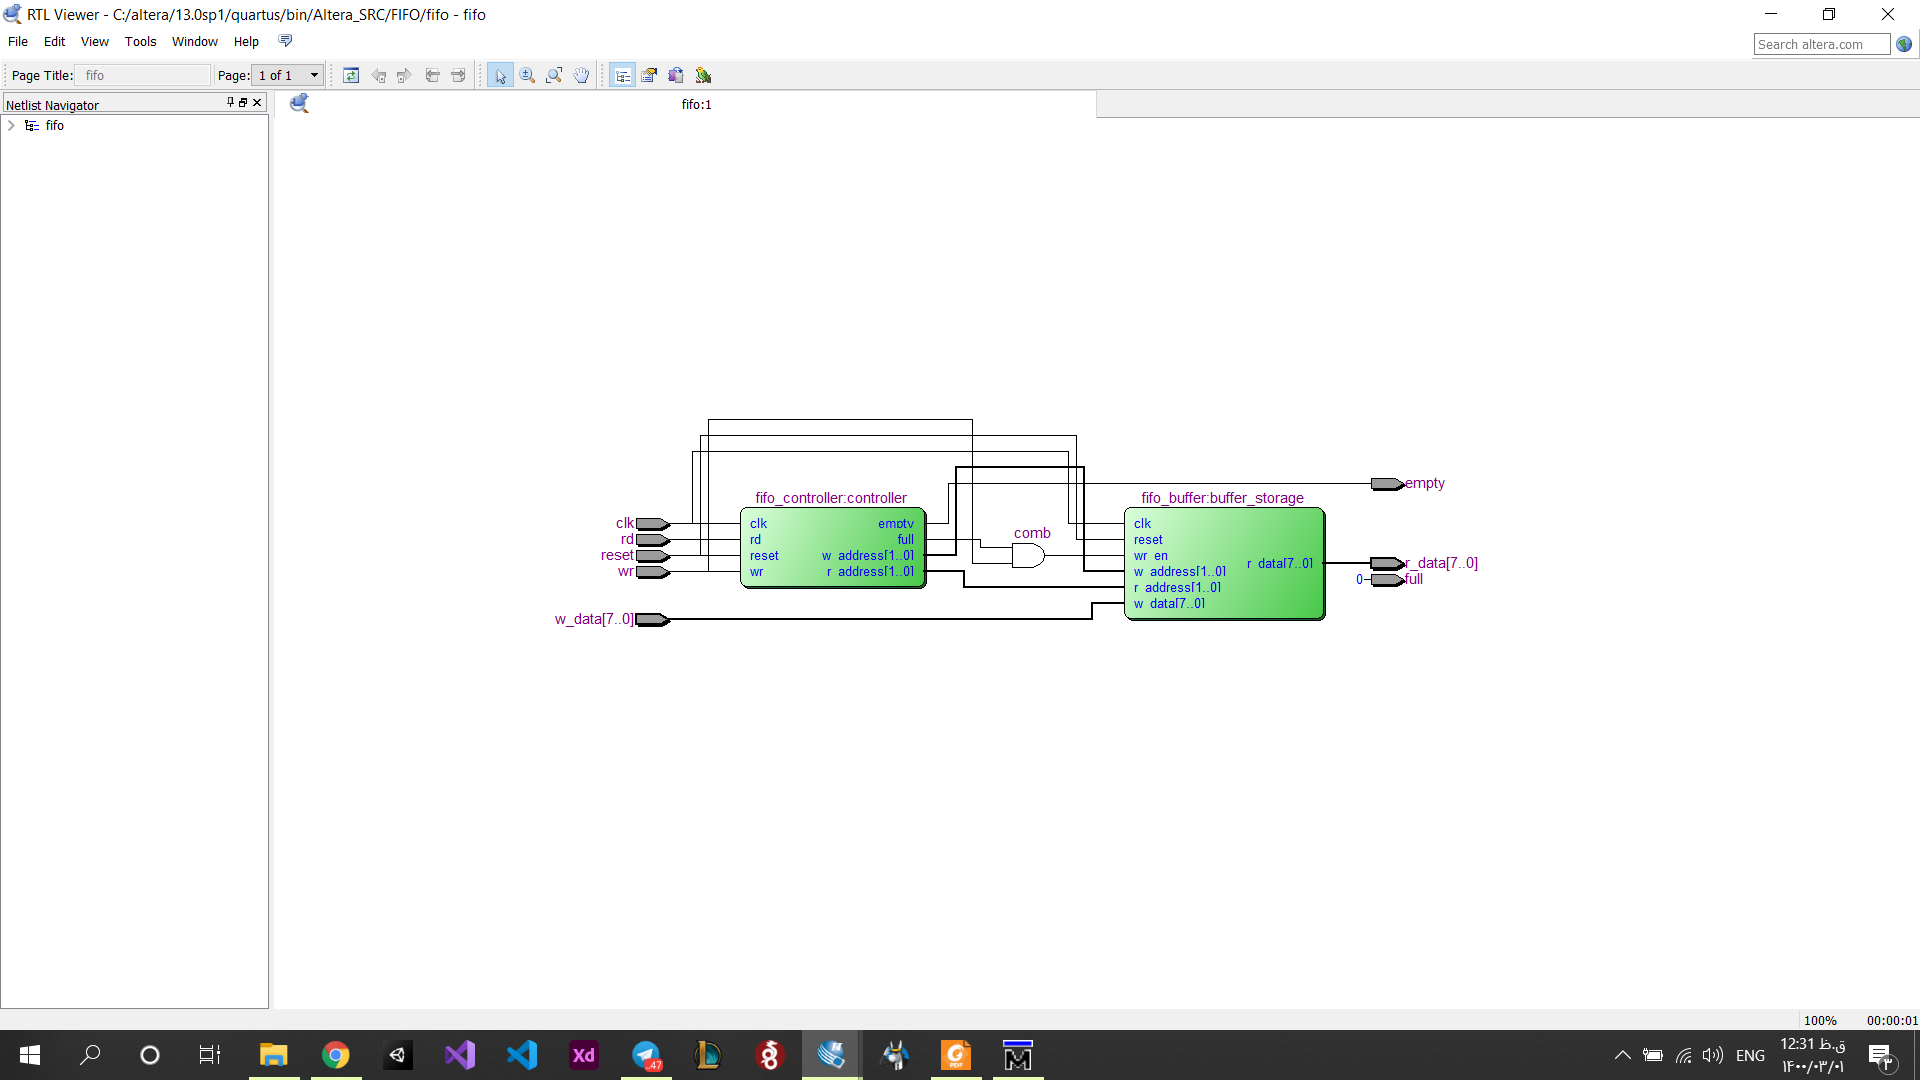 RTL Viewer - C:/altera/13.0sp1/quartus/bin/Altera_SRC/FIFO/fifo - fifo
File Edit View Tools Window Help
Search altera.com
Page Title: fifo Page: 1 of 1
Netlist Navigator
fifo:1
fifo
fifo_controller:controller
fifo_buffer:buffer_storage
empty
clk
rd
reset
wr
clk empty
rd full
reset w_address[1..0]
wr r_address[1..0]
comb
clk
reset
wr_en
w_address[1..0]
r_address[1..0]
w_data[7..0]
r_data[7..0]
r_data[7..0]
0 full
w_data[7..0]
100% 00:00:01
Xd
..47
PDF
M
ENG
12:31 ق.ظ
۱۴۰۰/۰۳/۰۱
۳